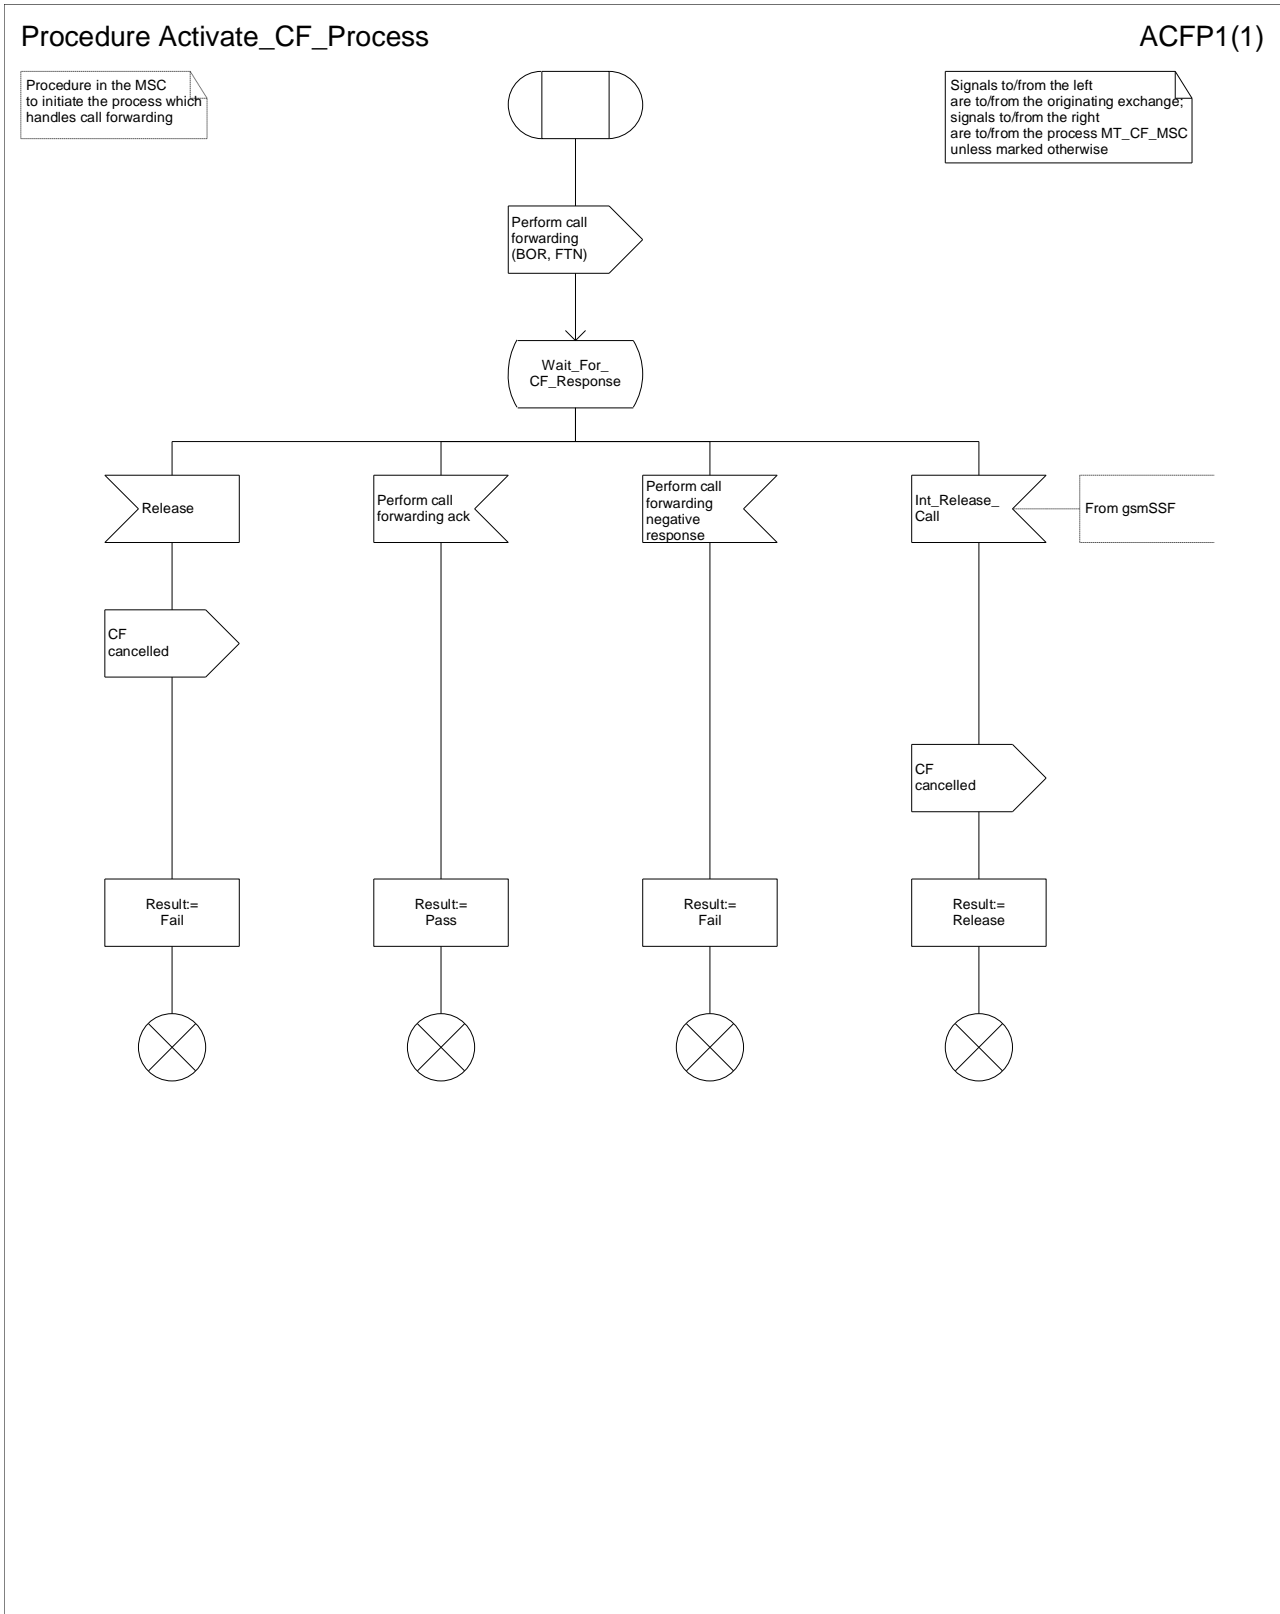 Procedure Activate_CF_Process
ACFP1(1)
Procedure in the MSC
to initiate the process which
handles call forwarding
Signals to/from the left
are to/from the originating exchange;
signals to/from the right
are to/from the process MT_CF_MSC
unless marked otherwise
Perform call
forwarding
(BOR, FTN)
Wait_For_
CF_Response
Release
Perform call
forwarding ack
Perform call
forwarding
negative
response
Int_Release_
Call
From gsmSSF
CF
cancelled
CF
cancelled
Result:=
Fail
Result:=
Pass
Result:=
Fail
Result:=
Release